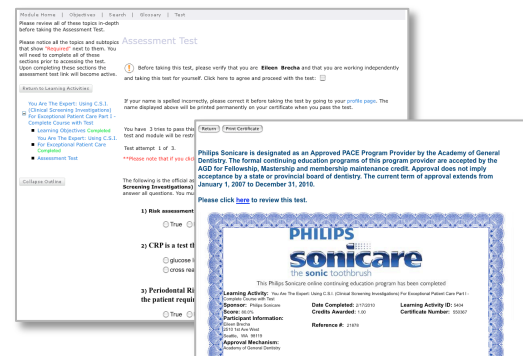 Module Home | Objectives | Search | Glossary | Test
Please review all of these topics in-depth
before taking the Assessment Test.
Please notice all the topics and subtopics
that show "Required" next to them. You
will need to complete all of these
sections prior to accessing the test.
Upon completing these sections the
assessment test link will become active.
Return to Learning Activities
You Are The Expert: Using C.S.I.
(Clinical Screening Investigations)
For Exceptional Patient Care Part I -
Complete Course with Test
Learning Objectives Completed
You Are The Expert: Using C.S.I.
For Exceptional Patient Care
Completed
Assessment Test
Collapse Outline
Assessment Test
Before taking the test, please verify that you are Eileen Brecha and that you are working independently
and taking this test for yourself. Click here to agree and proceed with the test:
If your name is spelled incorrectly, please correct it before taking the test by going to your profile page. The
name displayed above will be printed permanently on your certificate when you pass the test.
You have 3 tries to pass this
test and module will be restr
Test attempt 1 of 3.
**Please note that if you clic
The following is the official as
Screening Investigations)
answer all questions. You mu
1) Risk assessment
True
2) CRP is a test th
glucose l
cross rea
3) Periodontal Ri
the patient requir
True
Return Print Certificate
Philips Sonicare is designated as an Approved PACE Program Provider by the Academy of General
Dentistry. The formal continuing education programs of this program provider are accepted by the
AGD for Fellowship, Mastership and membership maintenance credit. Approval does not imply
acceptance by a state or provincial board of dentistry. The current term of approval extends from
January 1, 2007 to December 31, 2010.
Please click here to review this test.
PHILIPS
sonicare
the sonic toothbrush
This Philips Sonicare online continuing education program has been completed
Learning Activity: You Are The Expert: Using C.S.I. (Clinical Screening Investigations) For Exceptional Patient Care Part I -
Complete Course with Test
Sponsor: Philips Sonicare Date Completed: 2/17/2010 Learning Activity ID: 5404
Score: 80.0% Credits Awarded: 1.00 Certificate Number: 550367
Participant Information:
Eileen Brecha
2510 1st Ave West Reference #: 21979
Seattle, WA 98119
Approval Mechanism:
Academy of General Dentistry